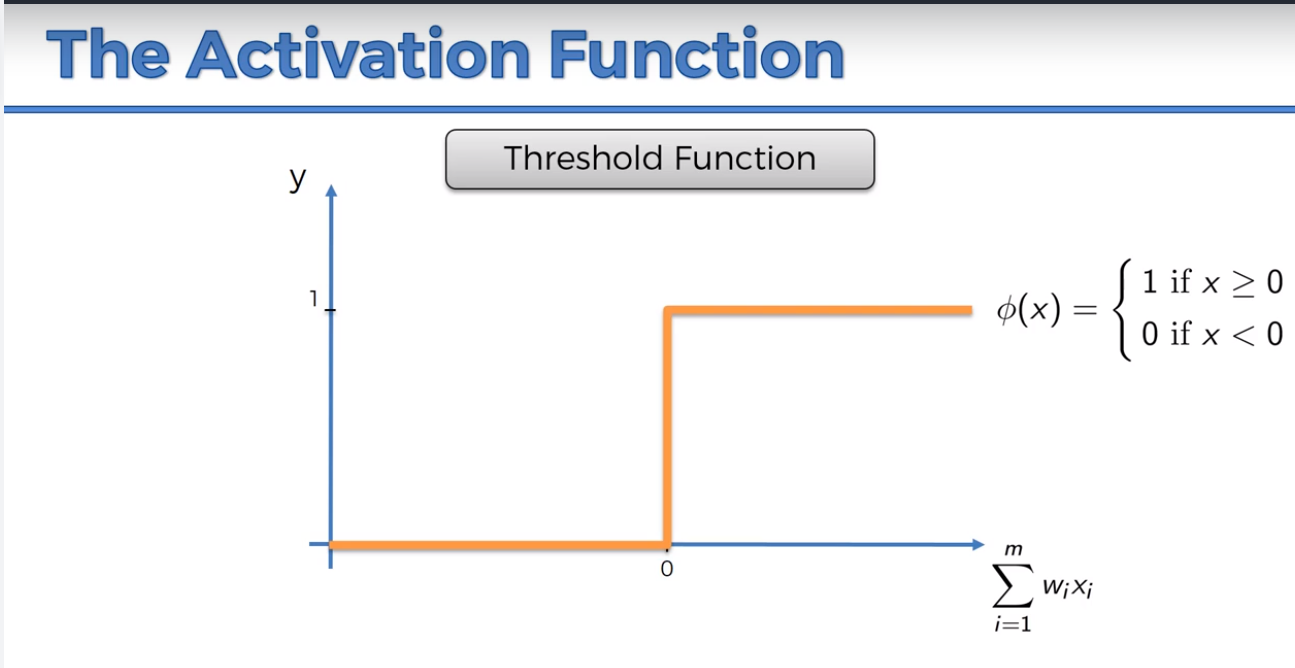 The Activation Function
Threshold Function
y
1
ϕ(x) = { 1 if x ≥ 0
0 if x < 0
0
m
∑ wᵢxᵢ
i=1